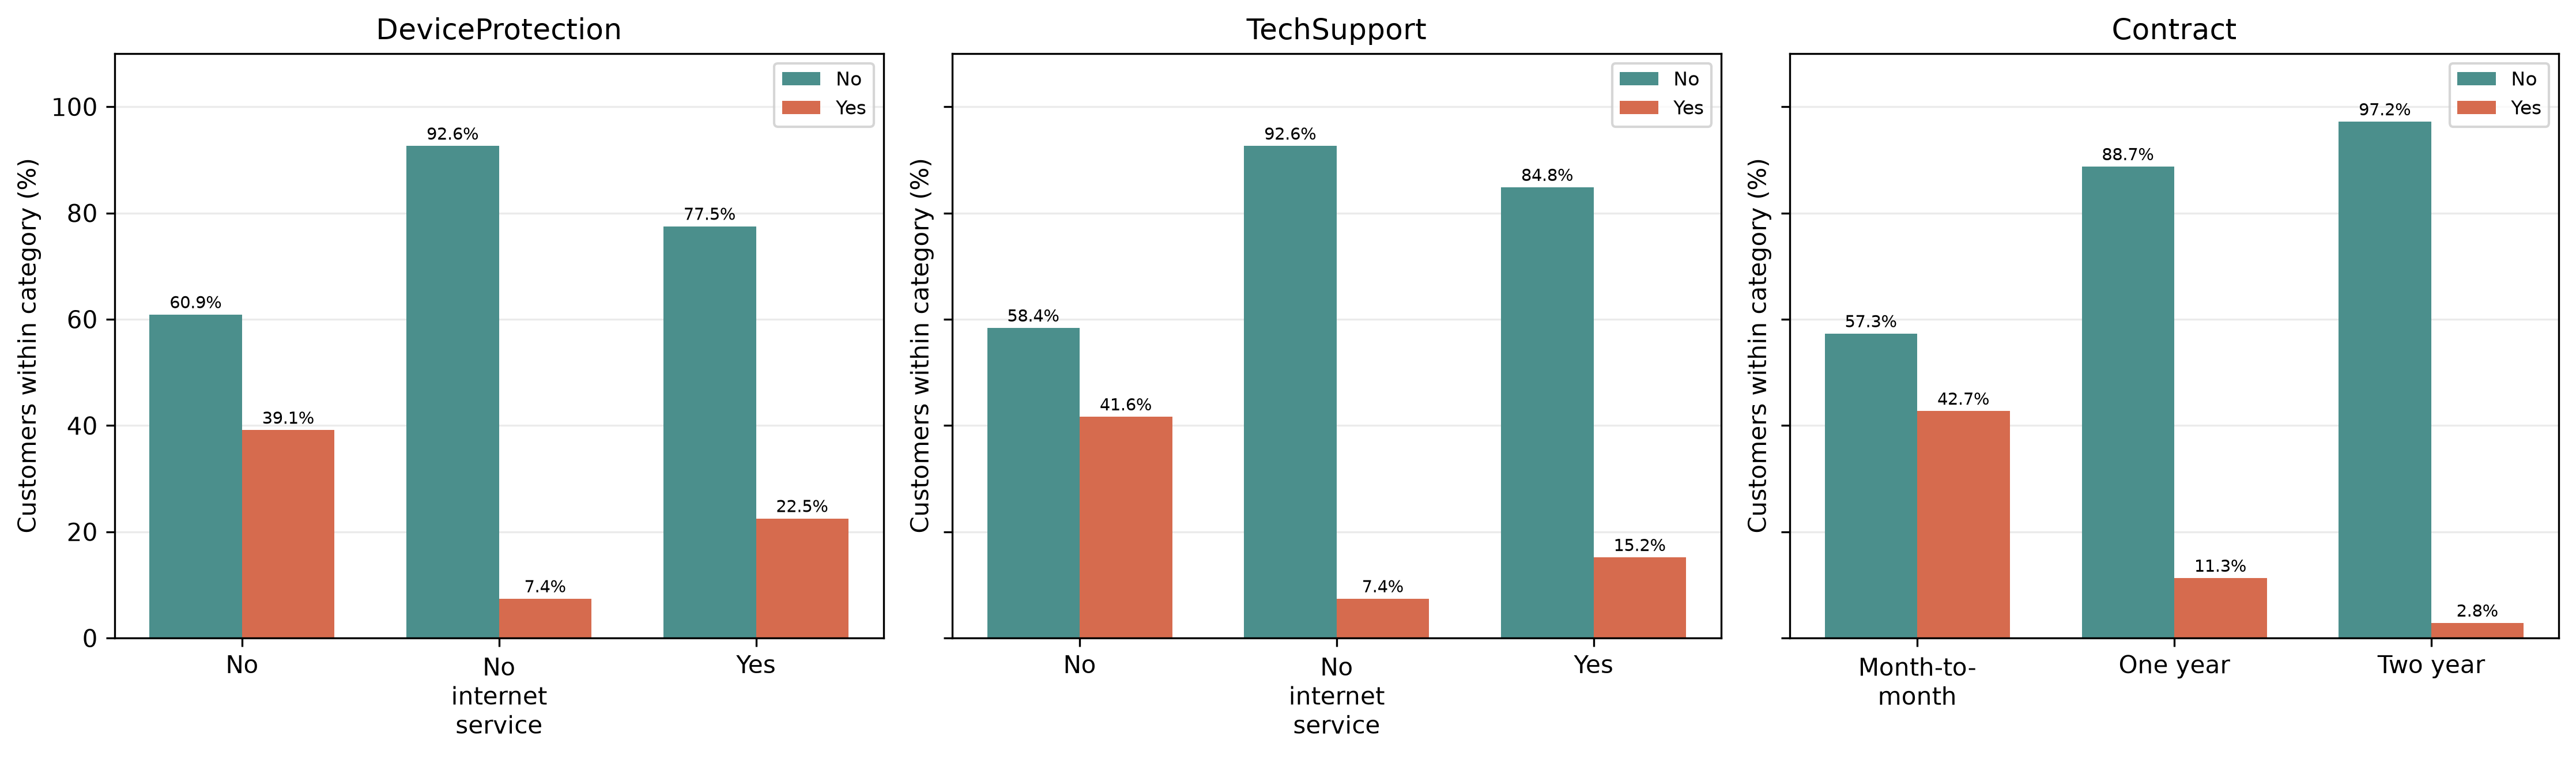 DeviceProtection
Customers within category (%)
100
80
60
40
20
0
No
Yes
60.9%
39.1%
92.6%
7.4%
77.5%
22.5%
No
No
internet
service
Yes
TechSupport
Customers within category (%)
No
Yes
58.4%
41.6%
92.6%
7.4%
84.8%
15.2%
No
No
internet
service
Yes
Contract
Customers within category (%)
No
Yes
57.3%
42.7%
88.7%
11.3%
97.2%
2.8%
Month-to-
month
One year
Two year